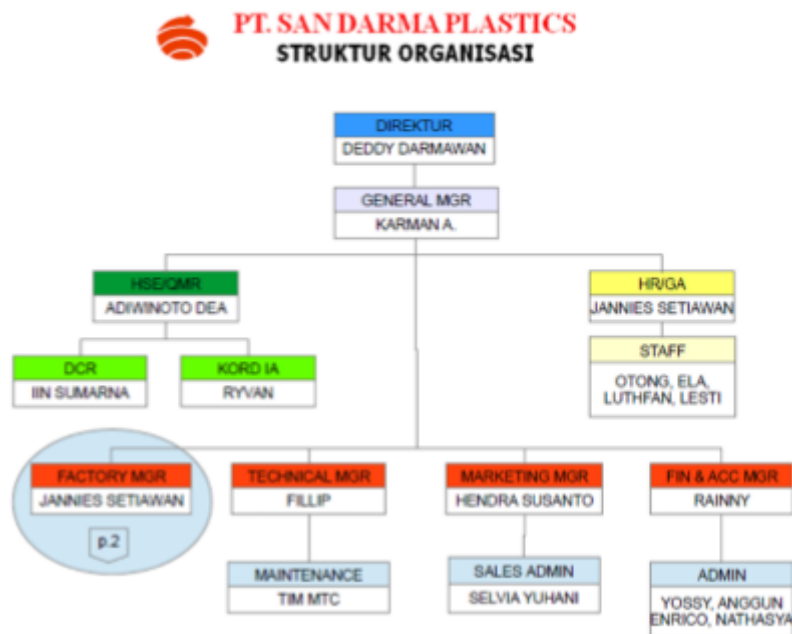 PT. SAN DARMA PLASTICS
STRUKTUR ORGANISASI
DIREKTUR
DEDDY DARMAWAN
GENERAL MGR
KARMAN A.
HSE/QMR
ADIWINOTO DEA
HR/GA
JANNIES SETIAWAN
DCR
IIN SUMARNA
KORD IA
RYVAN
STAFF
OTONG, ELA,
LUTHFAN, LESTI
FACTORY MGR
JANNIES SETIAWAN
p.2
TECHNICAL MGR
FILLIP
MARKETING MGR
HENDRA SUSANTO
FIN & ACC MGR
RAINNY
MAINTENANCE
TIM MTC
SALES ADMIN
SELVIA YUHANI
ADMIN
YOSSY, ANGGUN
ENRICO, NATHASYA